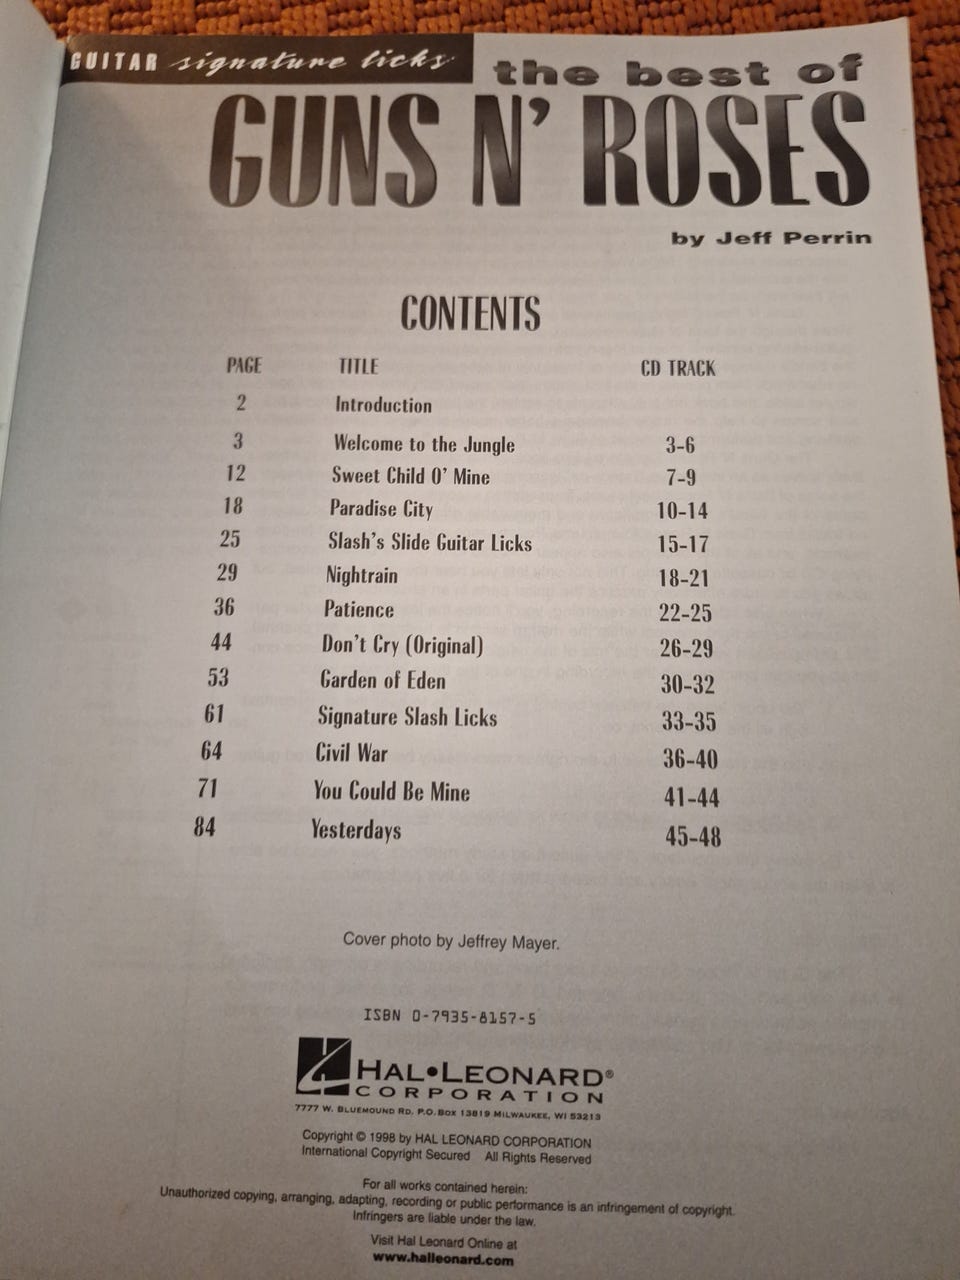 GUITAR signature licks
the best of
GUNS N' ROSES
by Jeff Perrin
CONTENTS
PAGE TITLE CD TRACK
2 Introduction
3 Welcome to the Jungle 3-6
12 Sweet Child O' Mine 7-9
18 Paradise City 10-14
25 Slash's Slide Guitar Licks 15-17
29 Nightrain 18-21
36 Patience 22-25
44 Don't Cry (Original) 26-29
53 Garden of Eden 30-32
61 Signature Slash Licks 33-35
64 Civil War 36-40
71 You Could Be Mine 41-44
84 Yesterdays 45-48
Cover photo by Jeffrey Mayer.
ISBN 0-7935-8157-5
HAL•LEONARD®
CORPORATION
7777 W. BLUEMOUND RD. P.O. BOX 13819 MILWAUKEE, WI 53213
Copyright © 1998 by HAL LEONARD CORPORATION
International Copyright Secured All Rights Reserved
For all works contained herein:
Unauthorized copying, arranging, adapting, recording or public performance is an infringement of copyright.
Infringers are liable under the law.
Visit Hal Leonard Online at
www.halleonard.com